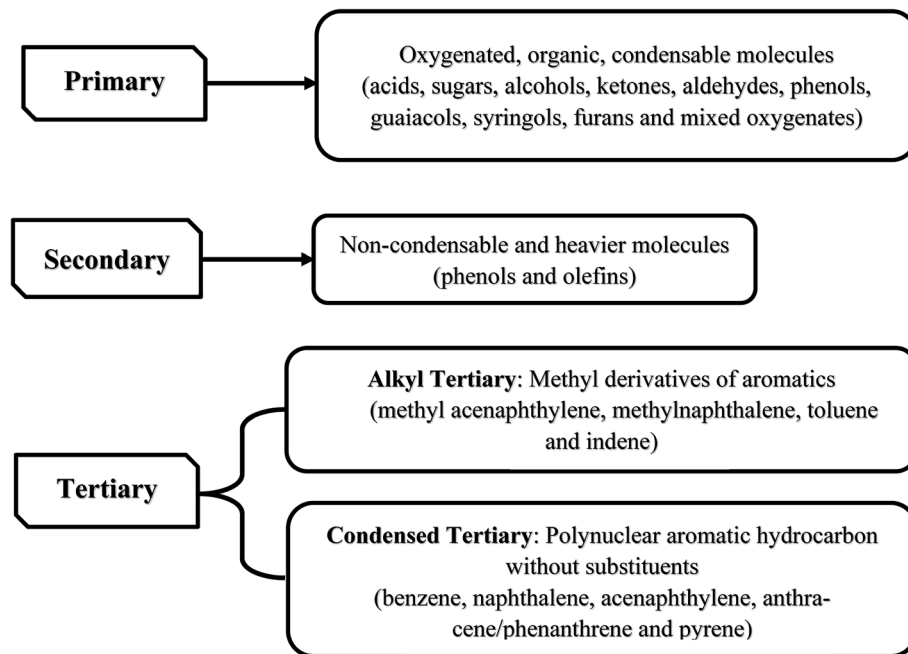 Primary
Oxygenated, organic, condensable molecules
(acids, sugars, alcohols, ketones, aldehydes, phenols,
guaiacols, syringols, furans and mixed oxygenates)
Secondary
Non-condensable and heavier molecules
(phenols and olefins)
Tertiary
Alkyl Tertiary: Methyl derivatives of aromatics
(methyl acenaphthylene, methylnaphthalene, toluene
and indene)
Condensed Tertiary: Polynuclear aromatic hydrocarbon
without substituents
(benzene, naphthalene, acenaphthylene, anthra-
cene/phenanthrene and pyrene)